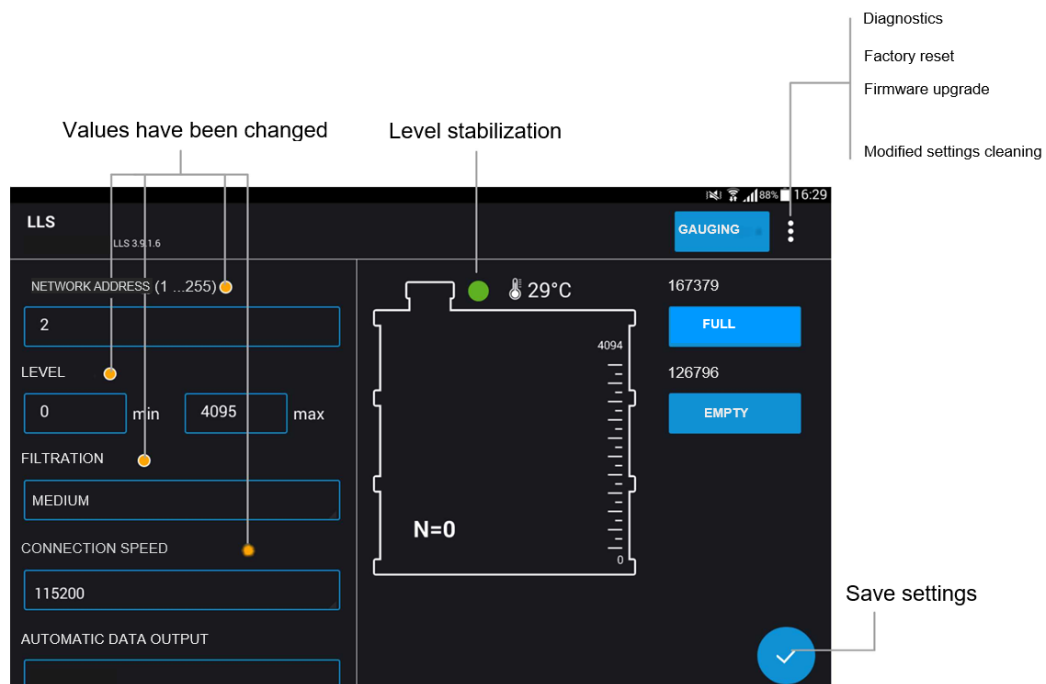 Diagnostics
Factory reset
Firmware upgrade
Modified settings cleaning
Values have been changed
Level stabilization
88% 16:29
LLS
LLS 3.9.1.6
GAUGING
NETWORK ADDRESS (1 ...255)
2
LEVEL
0 min 4095 max
FILTRATION
MEDIUM
CONNECTION SPEED
115200
AUTOMATIC DATA OUTPUT
29°C
4094
N=0
0
167379
FULL
126796
EMPTY
Save settings